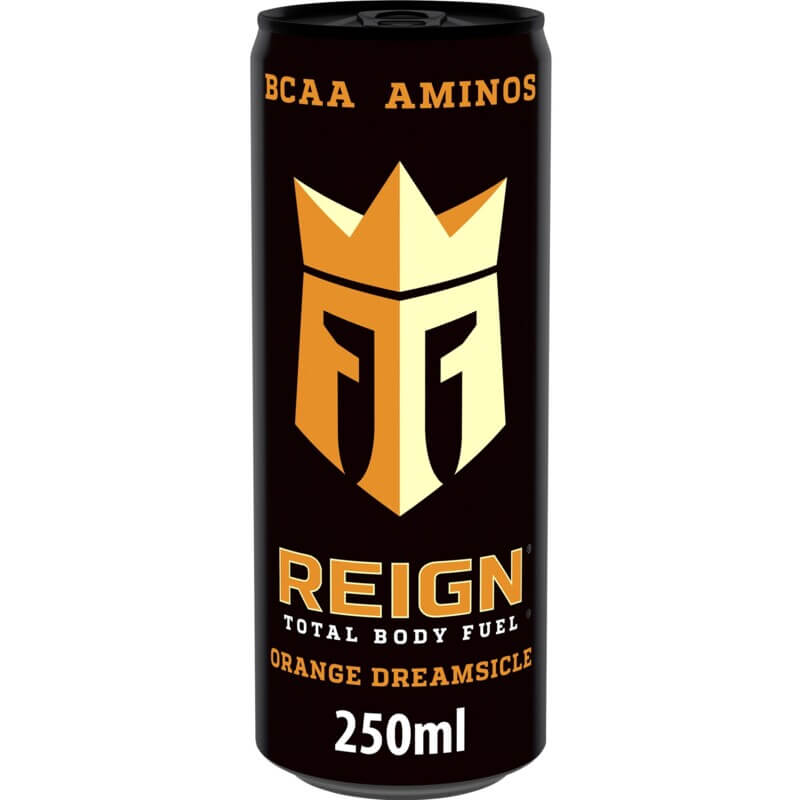 BCAA AMINOS
REIGN®
TOTAL BODY FUEL®
ORANGE DREAMSICLE
250ml